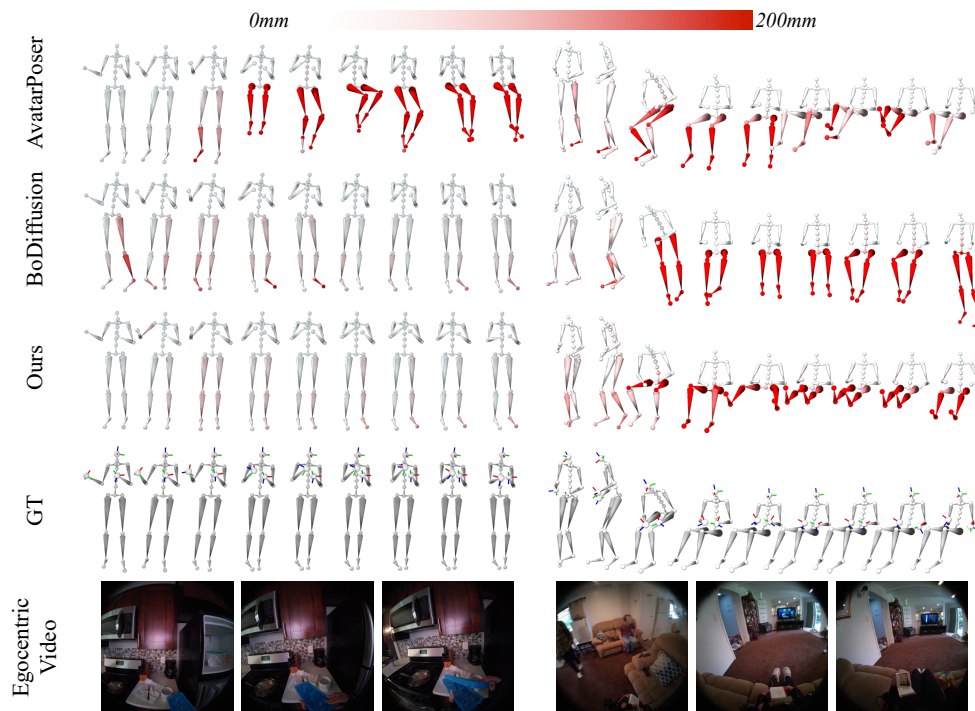 0mm 200mm
AvatarPoser
BoDiffusion
Ours
GT
Egocentric
Video